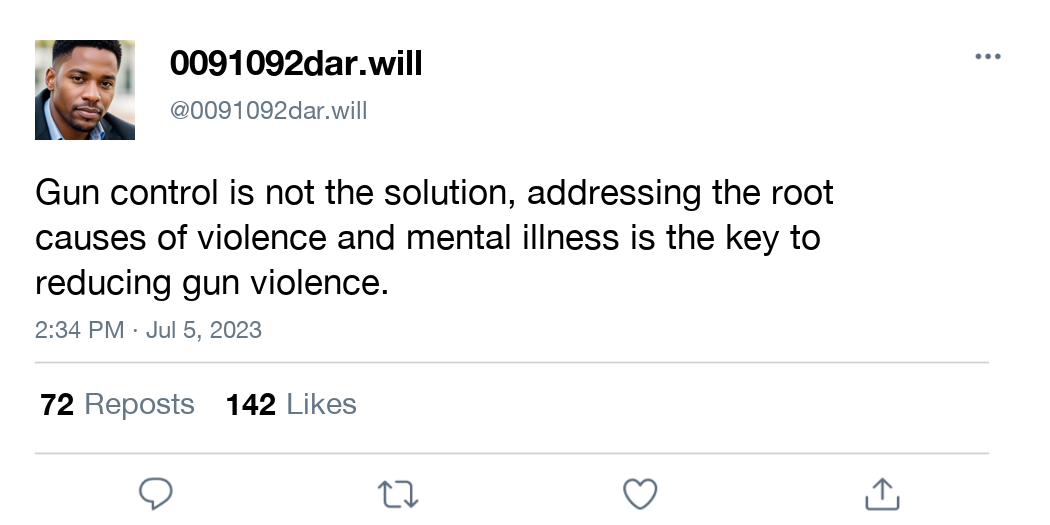 0091092dar.will
@0091092dar.will
Gun control is not the solution, addressing the root
causes of violence and mental illness is the key to
reducing gun violence.
2:34 PM · Jul 5, 2023
72 Reposts 142 Likes